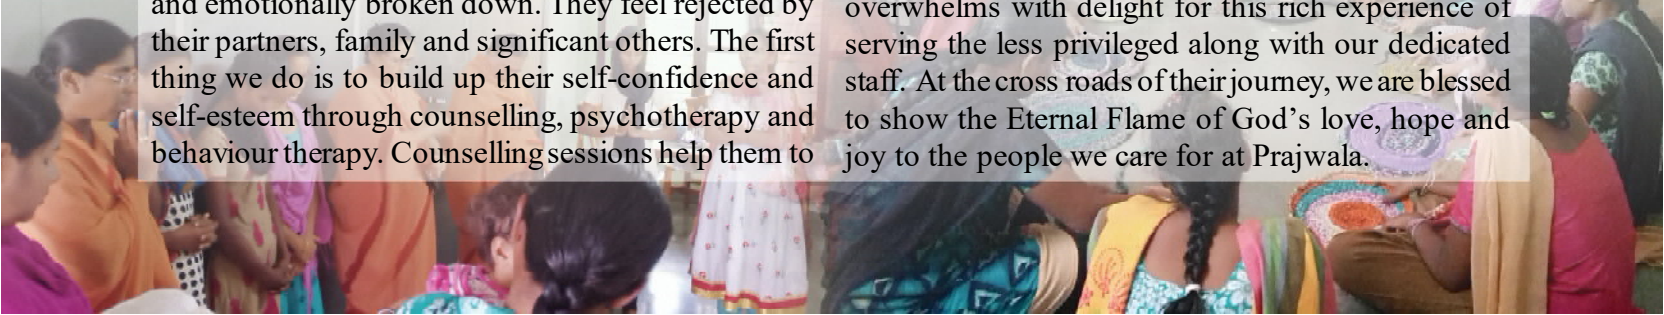 and emotionally broken down. They feel rejected by
their partners, family and significant others. The first
thing we do is to build up their self-confidence and
self-esteem through counselling, psychotherapy and
behaviour therapy. Counselling sessions help them to
overwhelms with delight for this rich experience of
serving the less privileged along with our dedicated
staff. At the cross roads of their journey, we are blessed
to show the Eternal Flame of God's love, hope and
joy to the people we care for at Prajwala.